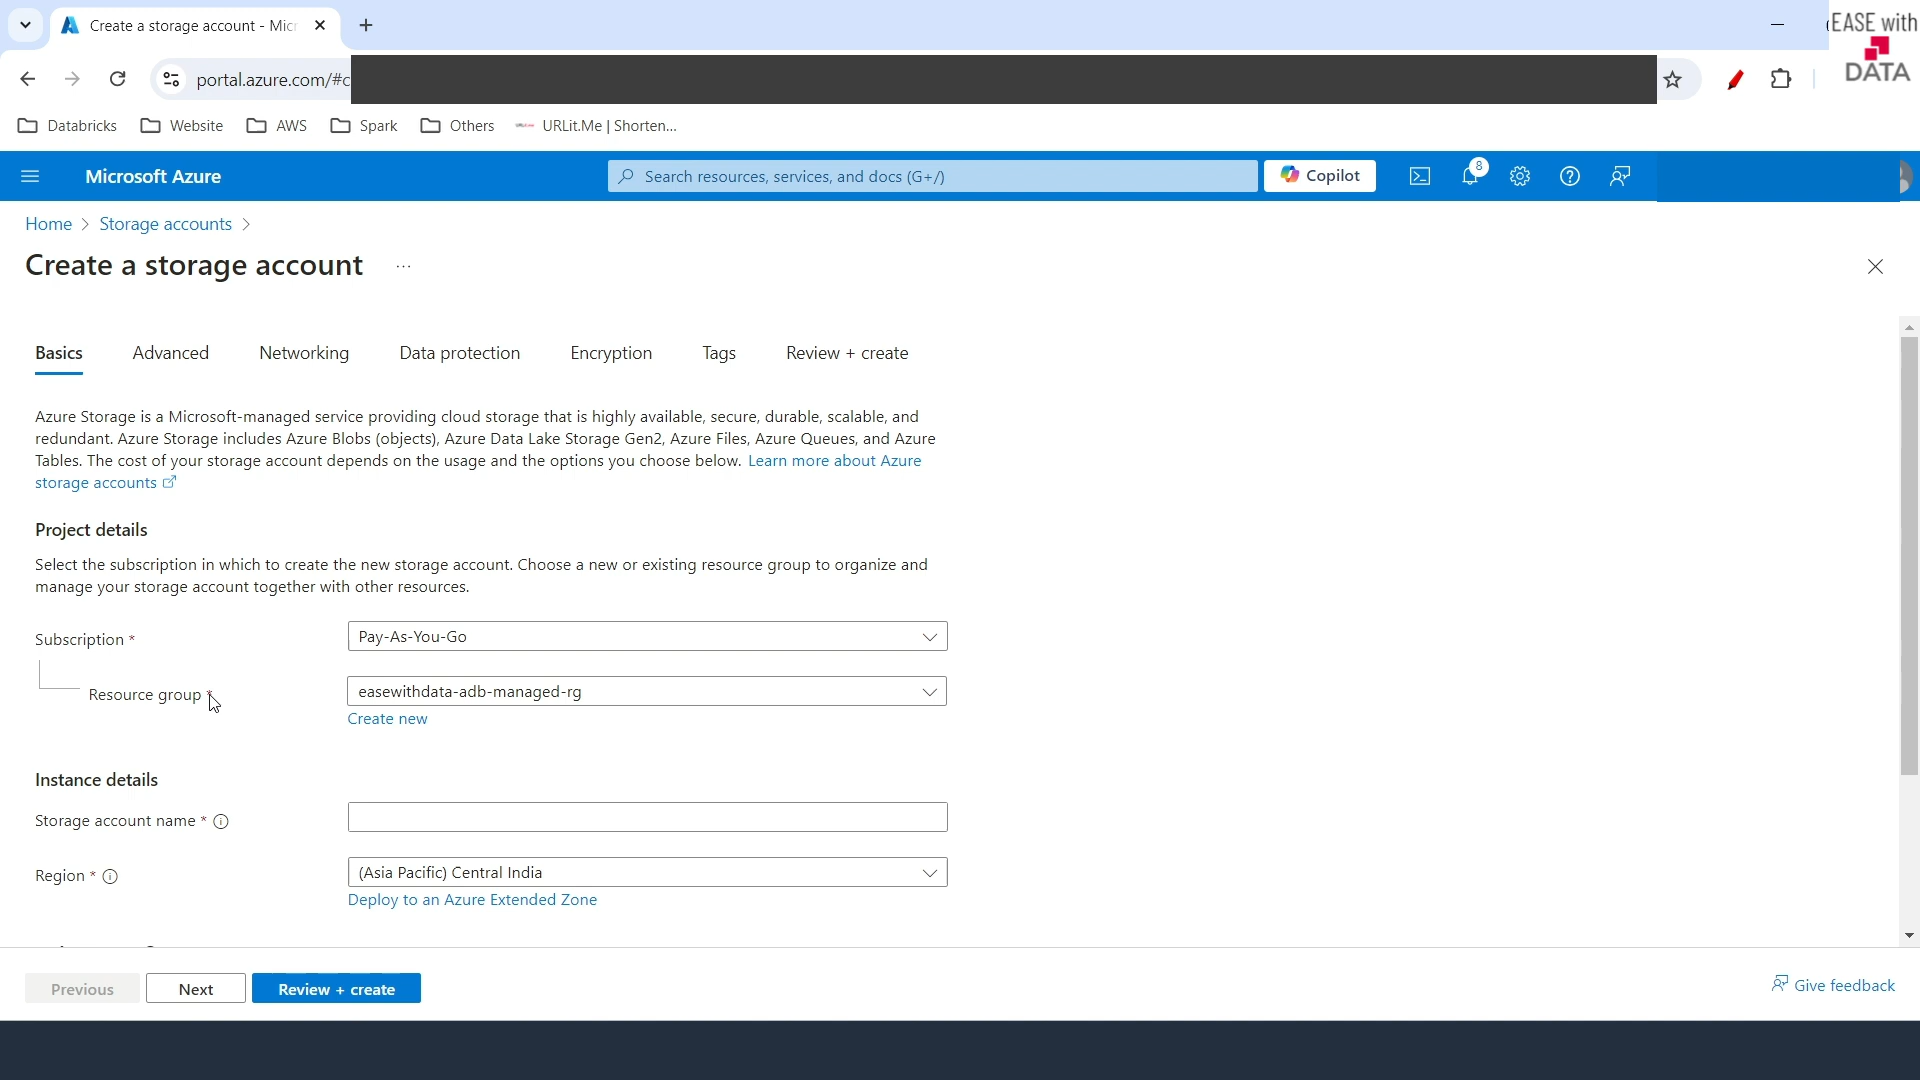 Create a storage account - Micr
EASE with
DATA
portal.azure.com/#c
Databricks
Website
AWS
Spark
Others
URLit.Me | Shorten...
Microsoft Azure
Search resources, services, and docs (G+/)
Copilot
8
Home
Storage accounts
Create a storage account
...
Basics
Advanced
Networking
Data protection
Encryption
Tags
Review + create
Azure Storage is a Microsoft-managed service providing cloud storage that is highly available, secure, durable, scalable, and
redundant. Azure Storage includes Azure Blobs (objects), Azure Data Lake Storage Gen2, Azure Files, Azure Queues, and Azure
Tables. The cost of your storage account depends on the usage and the options you choose below. Learn more about Azure
storage accounts
Project details
Select the subscription in which to create the new storage account. Choose a new or existing resource group to organize and
manage your storage account together with other resources.
Subscription *
Pay-As-You-Go
Resource group *
easewithdata-adb-managed-rg
Create new
Instance details
Storage account name *
Region *
(Asia Pacific) Central India
Deploy to an Azure Extended Zone
Previous
Next
Review + create
Give feedback